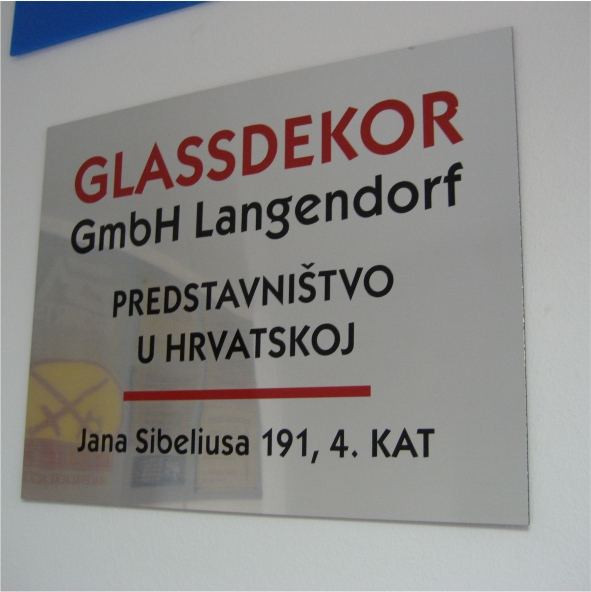 GLASSDEKOR
GmbH Langendorf
PREDSTAVNIŠTVO
U HRVATSKOJ
Jana Sibeliusa 191, 4. KAT